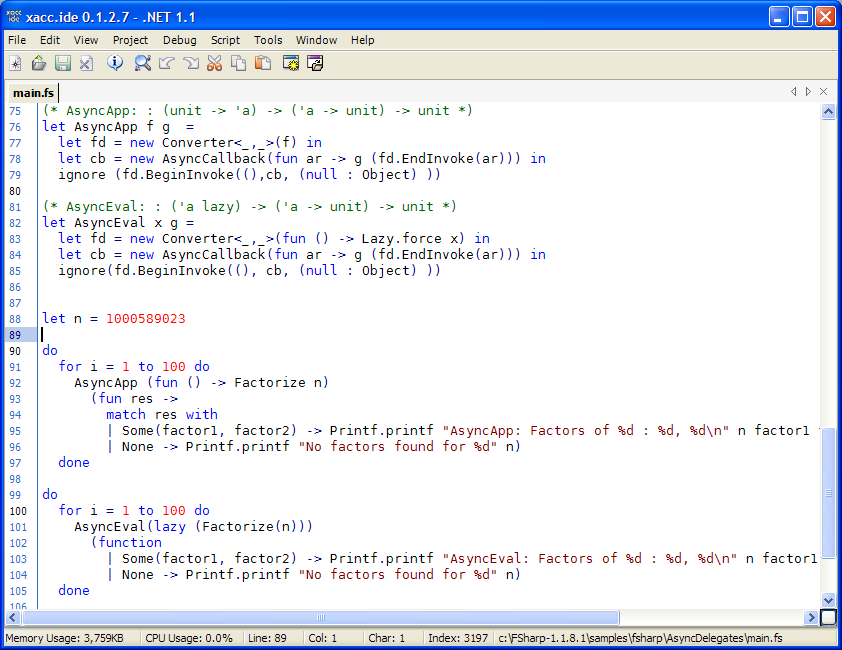 xacc.ide 0.1.2.7 - .NET 1.1
File Edit View Project Debug Script Tools Window Help
main.fs
75 (* AsyncApp: : (unit -> 'a) -> ('a -> unit) -> unit *)
76 let AsyncApp f g  =
77   let fd = new Converter<_,_>(f) in
78   let cb = new AsyncCallback(fun ar -> g (fd.EndInvoke(ar))) in
79   ignore (fd.BeginInvoke((),cb, (null : Object) ))
80
81 (* AsyncEval: : ('a lazy) -> ('a -> unit) -> unit *)
82 let AsyncEval x g =
83   let fd = new Converter<_,_>(fun () -> Lazy.force x) in
84   let cb = new AsyncCallback(fun ar -> g (fd.EndInvoke(ar))) in
85   ignore(fd.BeginInvoke((), cb, (null : Object) ))
86
87
88 let n = 1000589023
89
90 do
91   for i = 1 to 100 do
92     AsyncApp (fun () -> Factorize n)
93       (fun res ->
94         match res with
95         | Some(factor1, factor2) -> Printf.printf "AsyncApp: Factors of %d : %d, %d\n" n factor1
96         | None -> Printf.printf "No factors found for %d" n)
97   done
98
99 do
100   for i = 1 to 100 do
101     AsyncEval(lazy (Factorize(n)))
102       (function
103         | Some(factor1, factor2) -> Printf.printf "AsyncEval: Factors of %d : %d, %d\n" n factor1
104         | None -> Printf.printf "No factors found for %d" n)
105   done
106
Memory Usage: 3,759KB CPU Usage: 0.0% Line: 89 Col: 1 Char: 1 Index: 3197 c:\FSharp-1.1.8.1\samples\fsharp\AsyncDelegates\main.fs